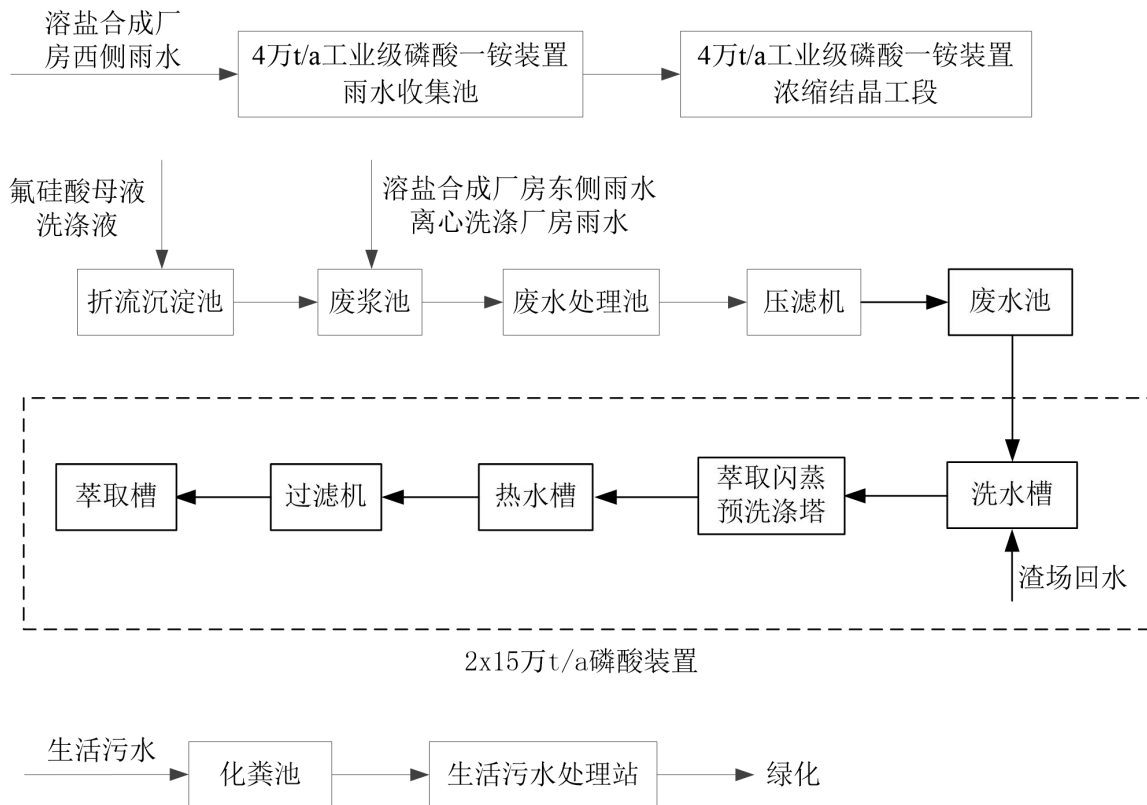 溶盐合成厂
房西侧雨水
4万t/a工业级磷酸一铵装置
雨水收集池
4万t/a工业级磷酸一铵装置
浓缩结晶工段
氟硅酸母液
洗涤液
溶盐合成厂房东侧雨水
离心洗涤厂房雨水
折流沉淀池
废浆池
废水处理池
压滤机
废水池
萃取槽
过滤机
热水槽
萃取闪蒸
预洗涤塔
洗水槽
渣场回水
2x15万t/a磷酸装置
生活污水
化粪池
生活污水处理站
绿化